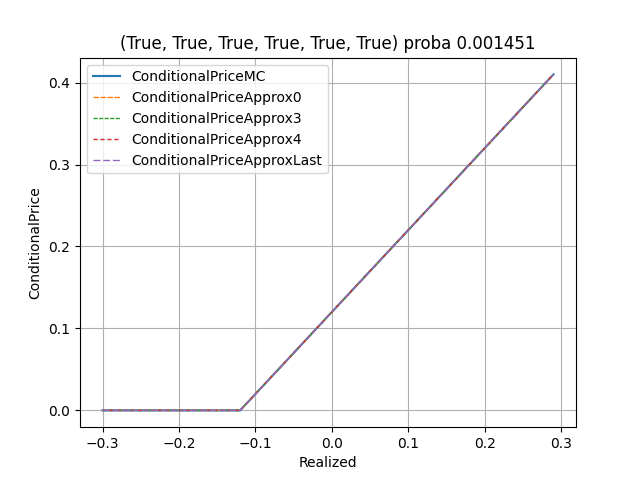 (True, True, True, True, True, True) proba 0.001451
ConditionalPriceMC
ConditionalPriceApprox0
ConditionalPriceApprox3
ConditionalPriceApprox4
ConditionalPriceApproxLast
0.4
0.3
0.2
0.1
0.0
ConditionalPrice
−0.3 −0.2 −0.1 0.0 0.1 0.2 0.3
Realized